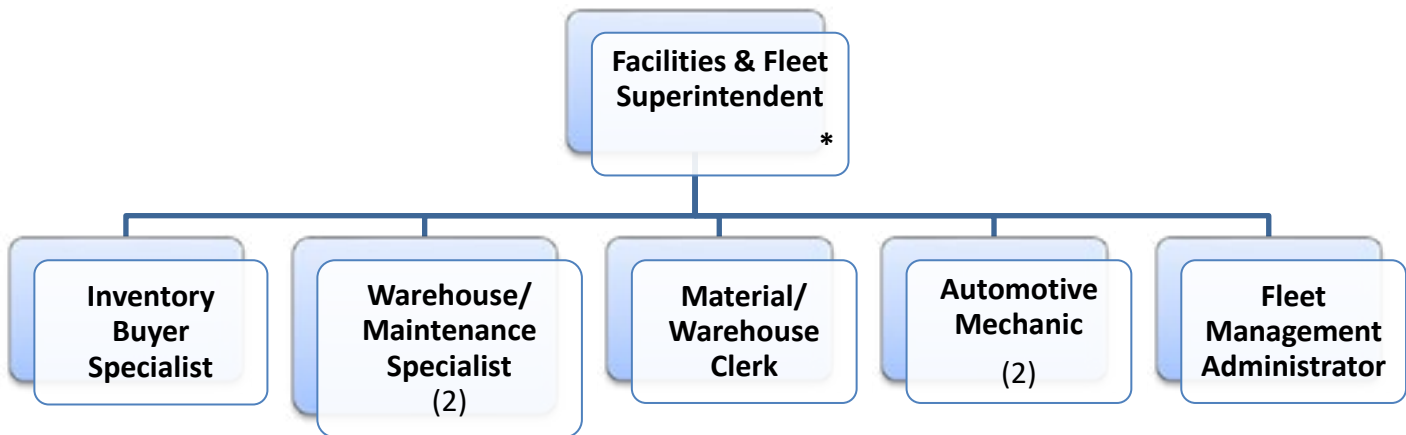 Facilities & Fleet
Superintendent
*
Inventory
Buyer
Specialist
Warehouse/
Maintenance
Specialist
(2)
Material/
Warehouse
Clerk
Automotive
Mechanic
(2)
Fleet
Management
Administrator